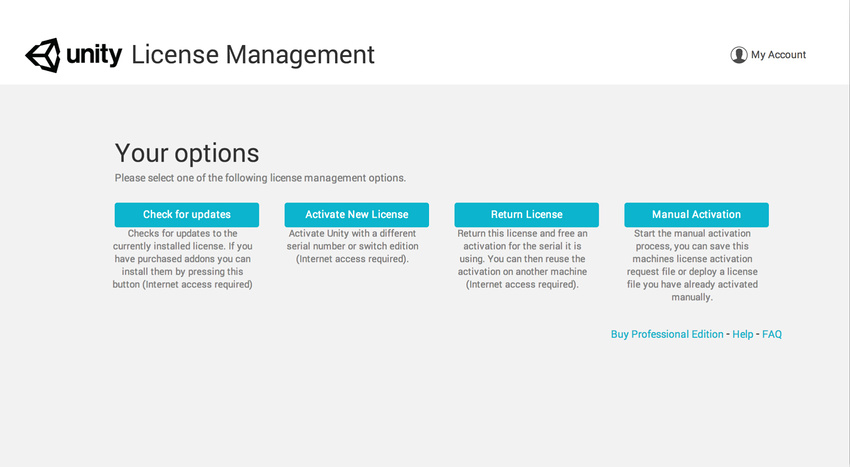 unity License Management
My Account
Your options
Please select one of the following license management options.
Check for updates
Checks for updates to the
currently installed license. If you
have purchased addons you can
install them by pressing this
button (Internet access required)
Activate New License
Activate Unity with a different
serial number or switch edition
(Internet access required).
Return License
Return this license and free an
activation for the serial it is
using. You can then reuse the
activation on another machine
(Internet access required).
Manual Activation
Start the manual activation
process, you can save this
machines license activation
request file or deploy a license
file you have already activated
manually.
Buy Professional Edition - Help - FAQ